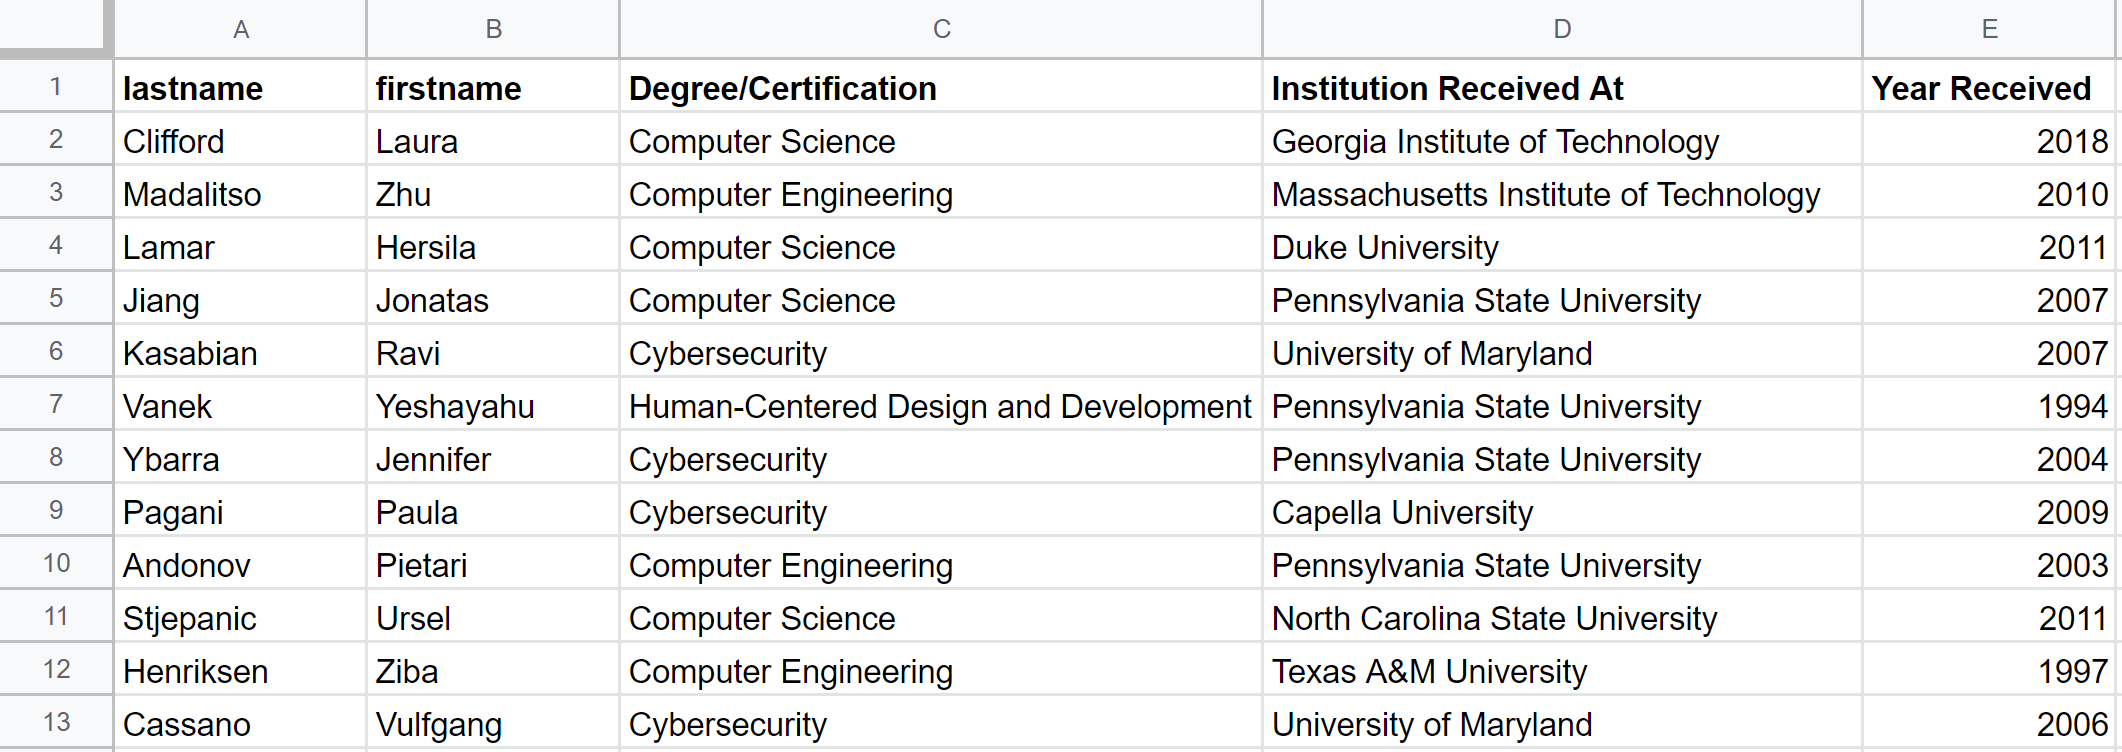 A B C D E
1 lastname firstname Degree/Certification Institution Received At Year Received
2 Clifford Laura Computer Science Georgia Institute of Technology 2018
3 Madalitso Zhu Computer Engineering Massachusetts Institute of Technology 2010
4 Lamar Hersila Computer Science Duke University 2011
5 Jiang Jonatas Computer Science Pennsylvania State University 2007
6 Kasabian Ravi Cybersecurity University of Maryland 2007
7 Vanek Yeshayahu Human-Centered Design and Development Pennsylvania State University 1994
8 Ybarra Jennifer Cybersecurity Pennsylvania State University 2004
9 Pagani Paula Cybersecurity Capella University 2009
10 Andonov Pietari Computer Engineering Pennsylvania State University 2003
11 Stjepanic Ursel Computer Science North Carolina State University 2011
12 Henriksen Ziba Computer Engineering Texas A&M University 1997
13 Cassano Vulfgang Cybersecurity University of Maryland 2006